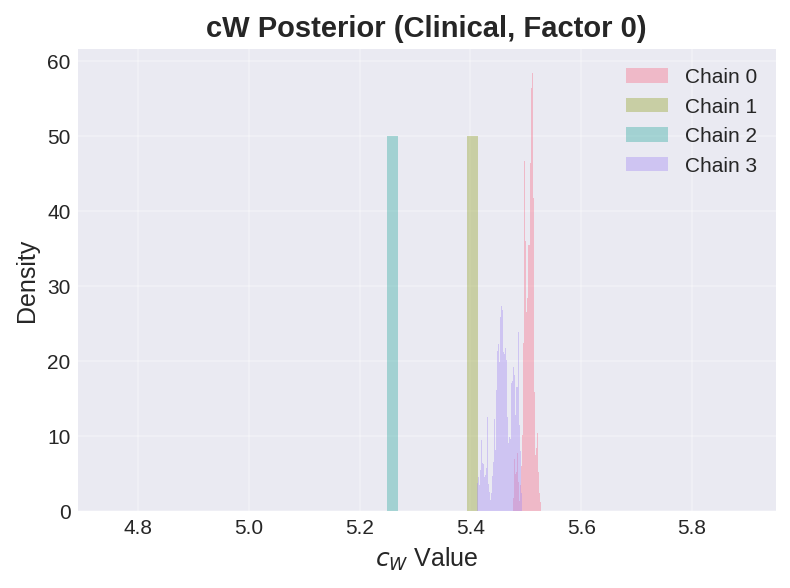 cW Posterior (Clinical, Factor 0)
60
50
40
30
20
10
0
Density
Chain 0
Chain 1
Chain 2
Chain 3
4.8 5.0 5.2 5.4 5.6 5.8
c_W Value